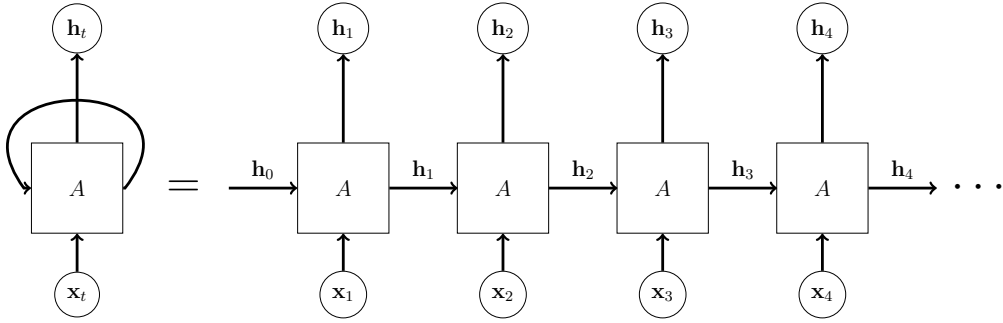 h_t h_1 h_2 h_3 h_4
h_0 h_1 h_2 h_3 h_4
A = A A A A · · ·
x_t x_1 x_2 x_3 x_4